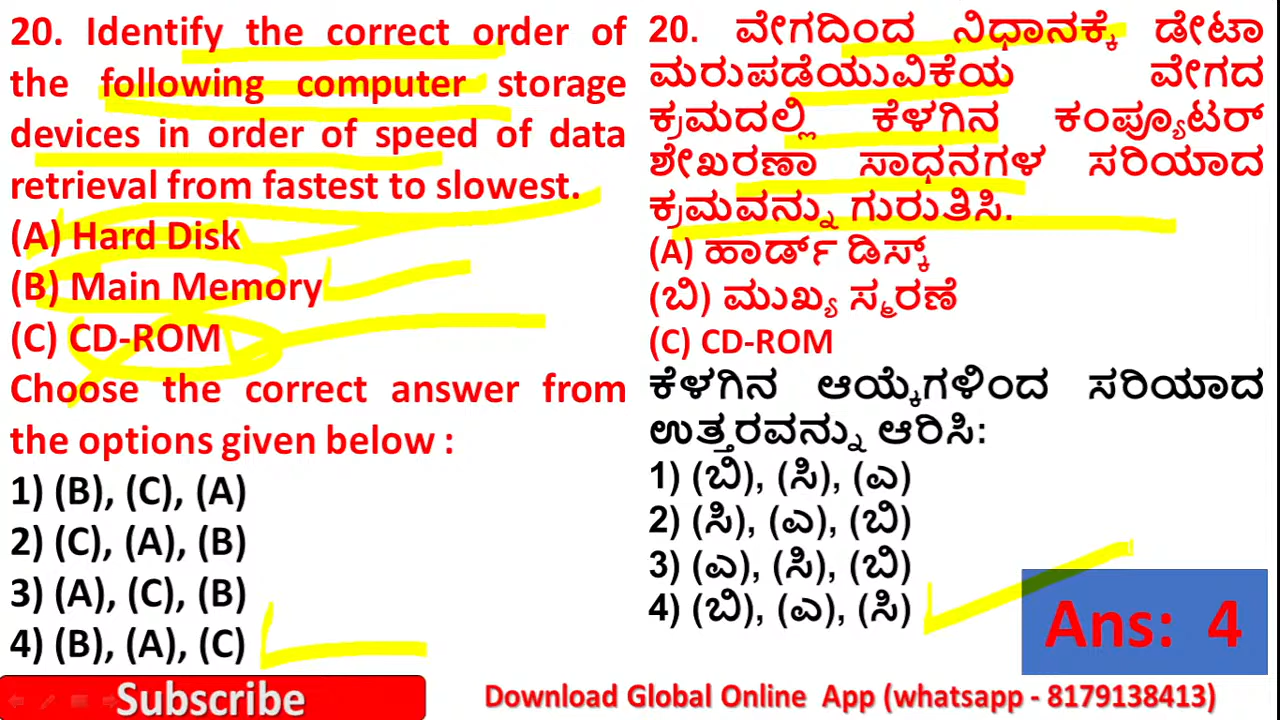 20. Identify the correct order of
the following computer storage
devices in order of speed of data
retrieval from fastest to slowest.
(A) Hard Disk
(B) Main Memory
(C) CD-ROM
Choose the correct answer from
the options given below :
1) (B), (C), (A)
2) (C), (A), (B)
3) (A), (C), (B)
4) (B), (A), (C)
20. ವೇಗದಿಂದ ನಿಧಾನಕ್ಕೆ ಡೇಟಾ
ಮರುಪಡೆಯುವಿಕೆಯ ವೇಗದ
ಕ್ರಮದಲ್ಲಿ ಕೆಳಗಿನ ಕಂಪ್ಯೂಟರ್
ಶೇಖರಣಾ ಸಾಧನಗಳ ಸರಿಯಾದ
ಕ್ರಮವನ್ನು ಗುರುತಿಸಿ.
(A) ಹಾರ್ಡ್ ಡಿಸ್ಕ್
(ಬಿ) ಮುಖ್ಯ ಸ್ಮರಣೆ
(C) CD-ROM
ಕೆಳಗಿನ ಆಯ್ಕೆಗಳಿಂದ ಸರಿಯಾದ
ಉತ್ತರವನ್ನು ಆರಿಸಿ:
1) (ಬಿ), (ಸಿ), (ಎ)
2) (ಸಿ), (ಎ), (ಬಿ)
3) (ಎ), (ಸಿ), (ಬಿ)
4) (ಬಿ), (ಎ), (ಸಿ)
Ans: 4
Subscribe
Download Global Online App (whatsapp - 8179138413)